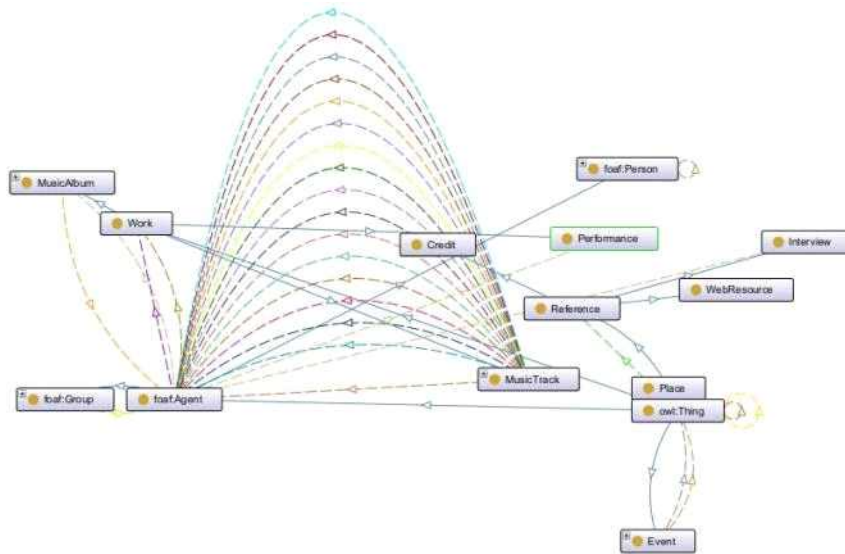 foaf:Person
MusicAlbum
Work
Credit
Performance
Interview
WebResource
Reference
MusicTrack
Place
foaf:Group
foaf:Agent
owl:Thing
Event